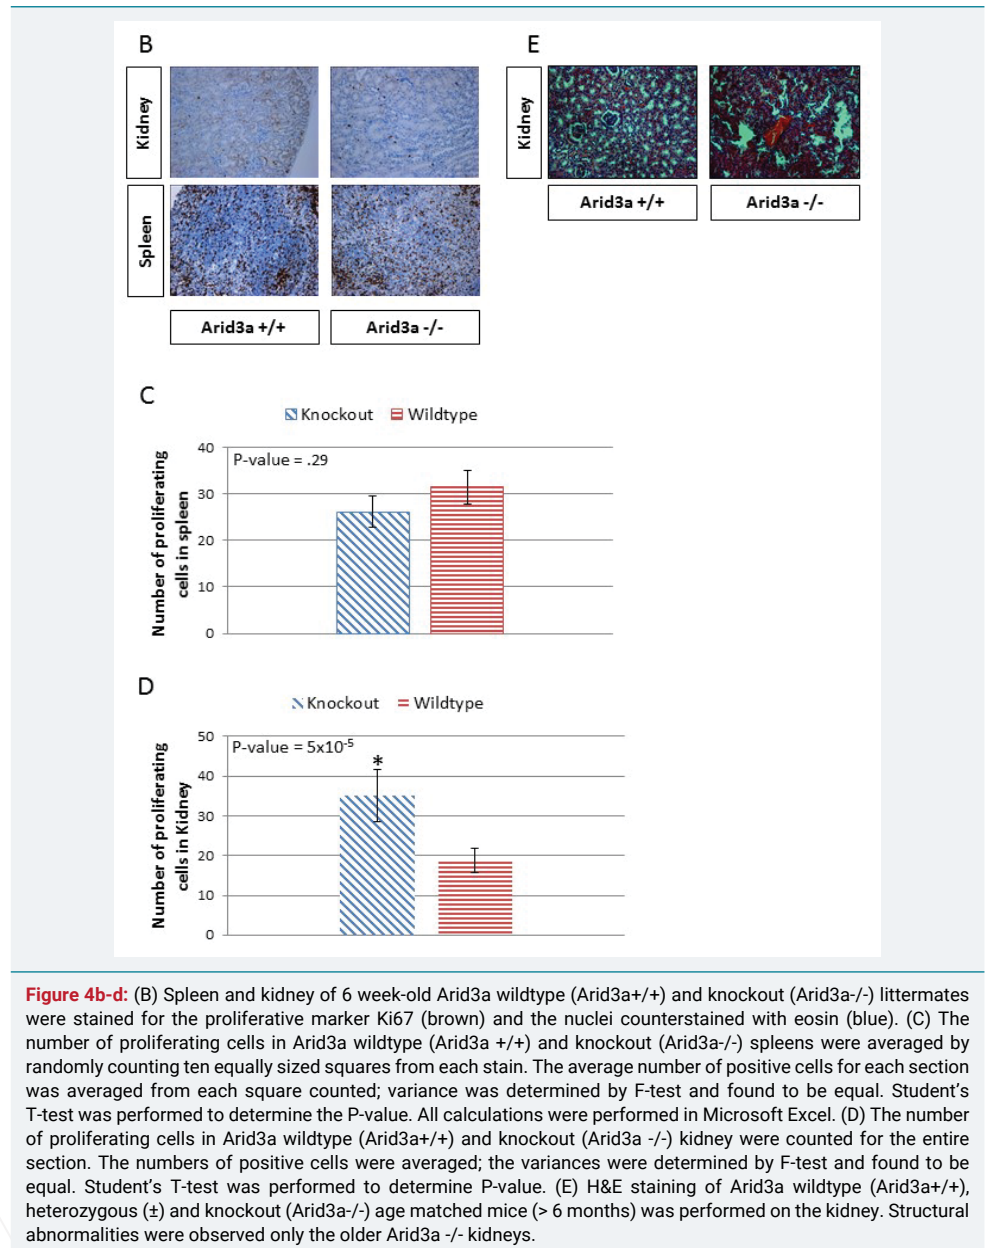 B
E
Kidney
Kidney
Arid3a +/+
Arid3a -/-
Spleen
Arid3a +/+
Arid3a -/-
C
Knockout
Wildtype
Number of proliferating
cells in spleen
40
P-value = .29
30
20
10
0
D
Knockout
Wildtype
Number of proliferating
cells in Kidney
50
P-value = 5x10-5
*
40
30
20
10
0
Figure 4b-d: (B) Spleen and kidney of 6 week-old Arid3a wildtype (Arid3a+/+) and knockout (Arid3a-/-) littermates
were stained for the proliferative marker Ki67 (brown) and the nuclei counterstained with eosin (blue). (C) The
number of proliferating cells in Arid3a wildtype (Arid3a +/+) and knockout (Arid3a-/-) spleens were averaged by
randomly counting ten equally sized squares from each stain. The average number of positive cells for each section
was averaged from each square counted; variance was determined by F-test and found to be equal. Student's
T-test was performed to determine the P-value. All calculations were performed in Microsoft Excel. (D) The number
of proliferating cells in Arid3a wildtype (Arid3a+/+) and knockout (Arid3a -/-) kidney were counted for the entire
section. The numbers of positive cells were averaged; the variances were determined by F-test and found to be
equal. Student's T-test was performed to determine P-value. (E) H&E staining of Arid3a wildtype (Arid3a+/+),
heterozygous (±) and knockout (Arid3a-/-) age matched mice (> 6 months) was performed on the kidney. Structural
abnormalities were observed only the older Arid3a -/- kidneys.